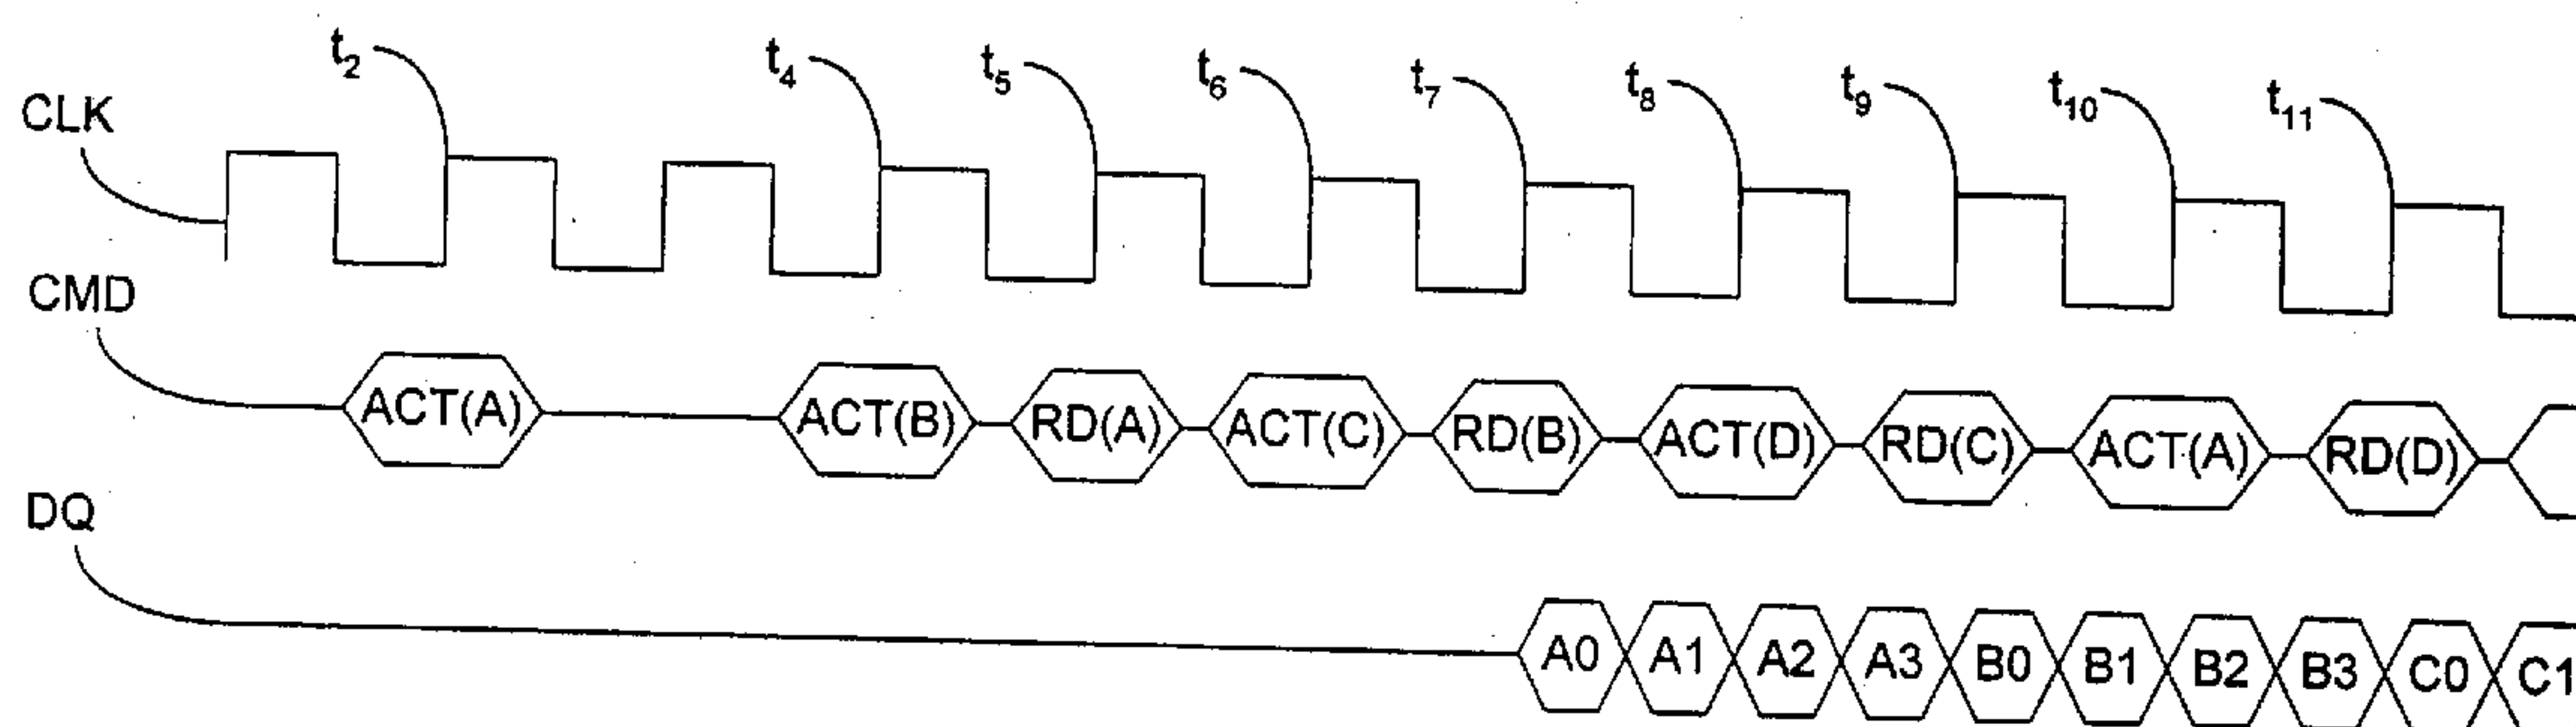 t2 t4 t5 t6 t7 t8 t9 t10 t11
CLK
CMD
ACT(A) ACT(B) RD(A) ACT(C) RD(B) ACT(D) RD(C) ACT(A) RD(D)
DQ
A0 A1 A2 A3 B0 B1 B2 B3 C0 C1